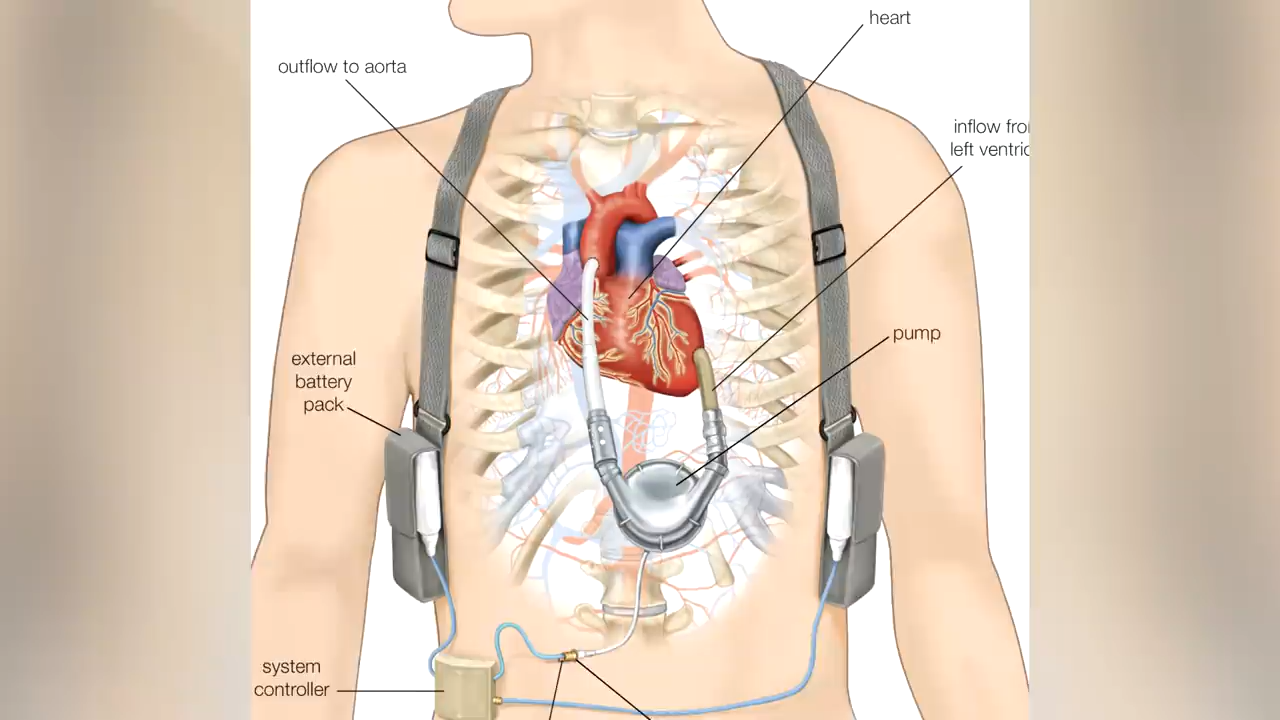 heart
outflow to aorta
inflow
left
pump
external
battery
pack
system
controller